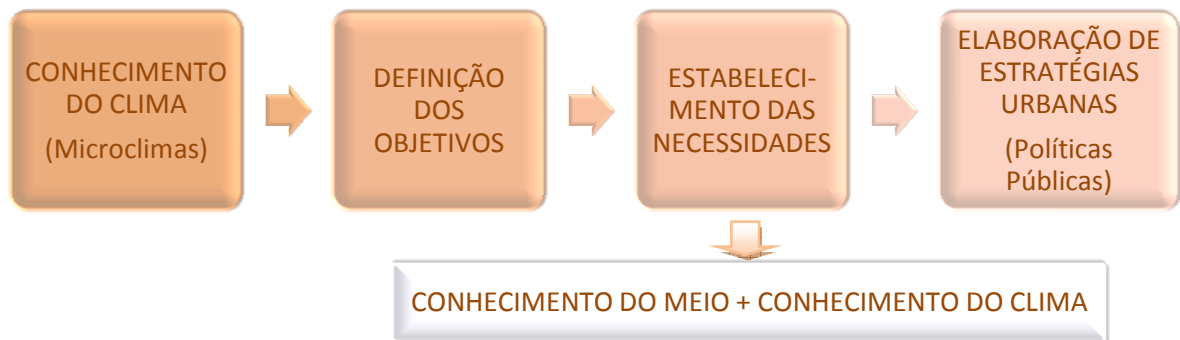 CONHECIMENTO
DO CLIMA
(Microclimas)
DEFINIÇÃO
DOS
OBJETIVOS
ESTABELECI-
MENTO DAS
NECESSIDADES
ELABORAÇÃO DE
ESTRATÉGIAS
URBANAS
(Políticas
Públicas)
CONHECIMENTO DO MEIO + CONHECIMENTO DO CLIMA